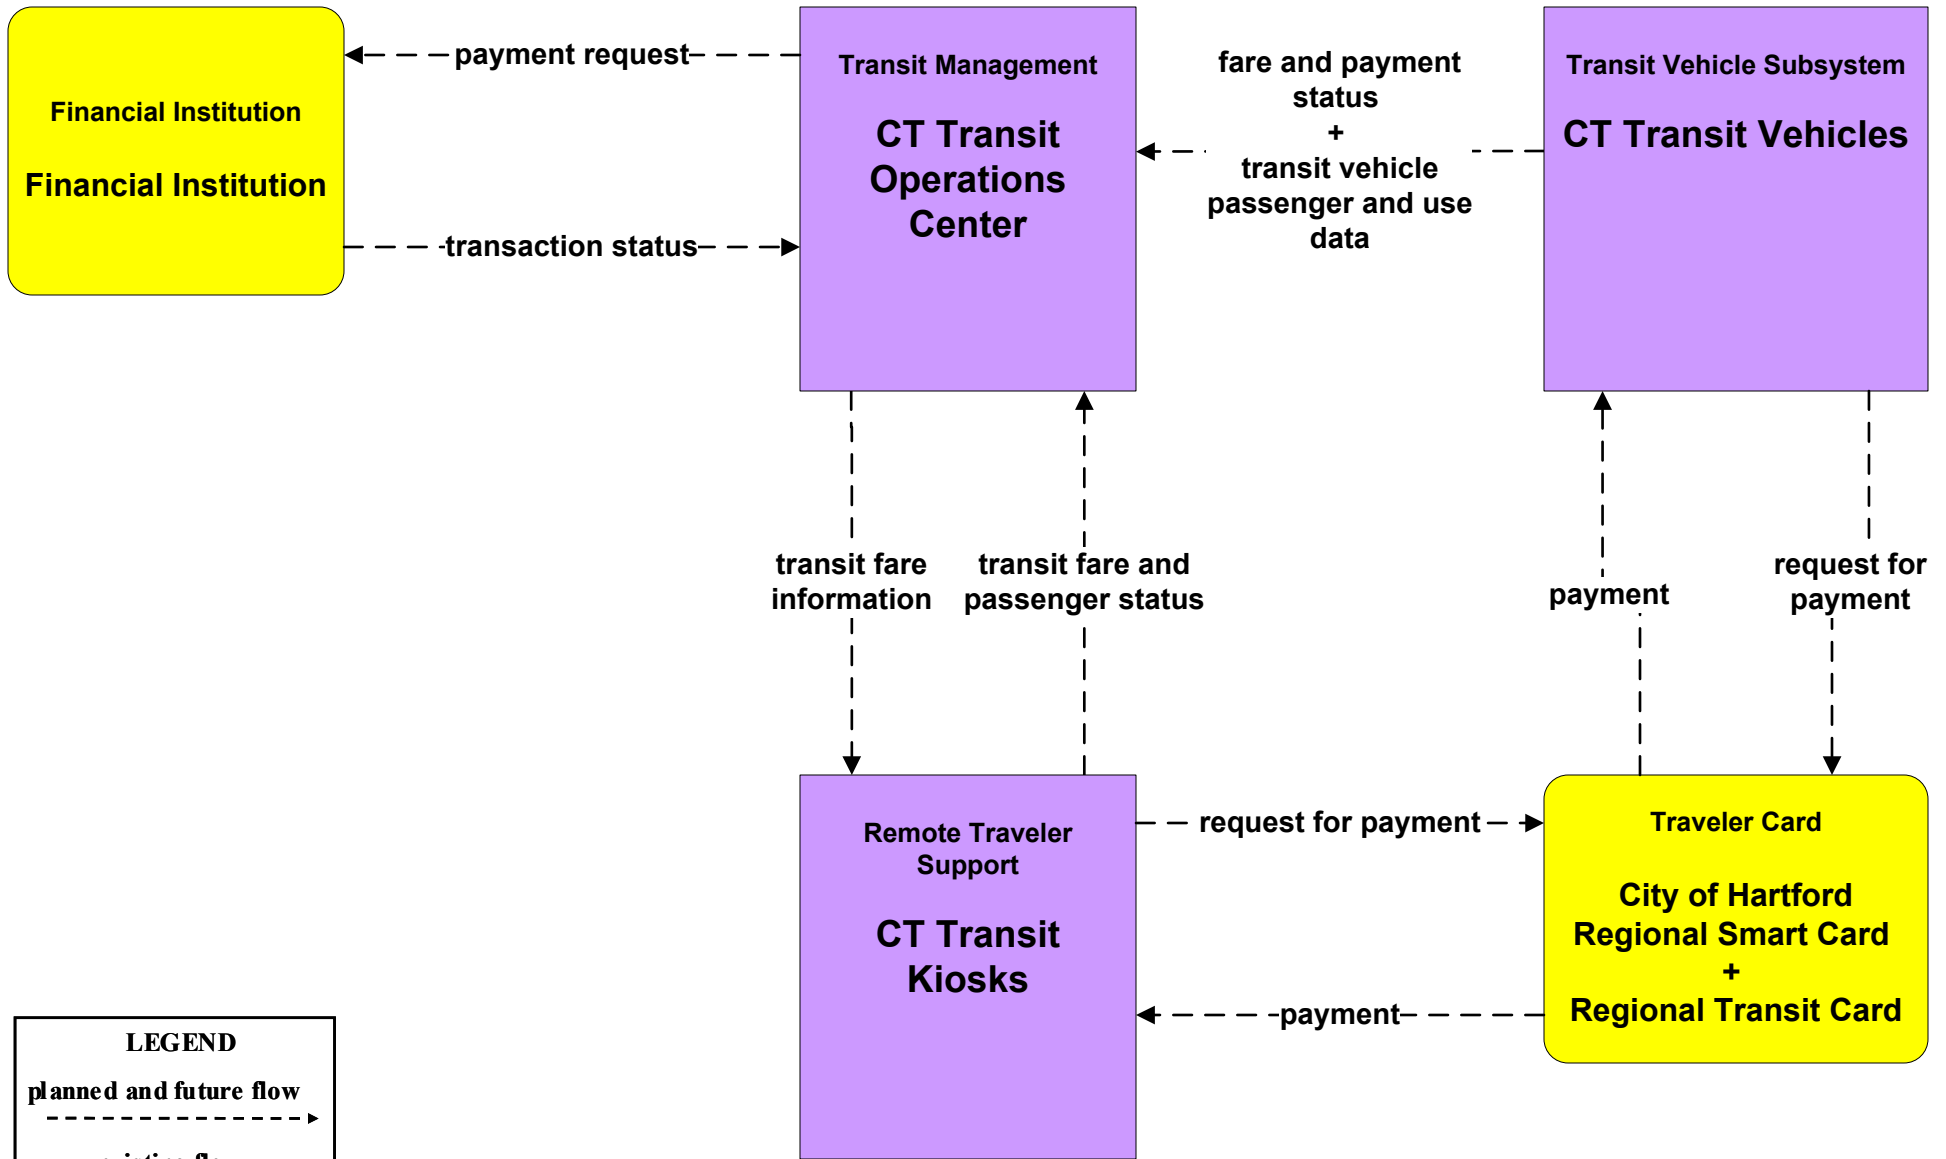 Financial Institution
Financial Institution
payment request
transaction status
Transit Management
CT Transit
Operations
Center
fare and payment
status
+
transit vehicle
passenger and use
data
Transit Vehicle Subsystem
CT Transit Vehicles
transit fare
information
transit fare and
passenger status
payment
request for
payment
Remote Traveler
Support
CT Transit
Kiosks
request for payment
payment
Traveler Card
City of Hartford
Regional Smart Card
+
Regional Transit Card
LEGEND
planned and future flow